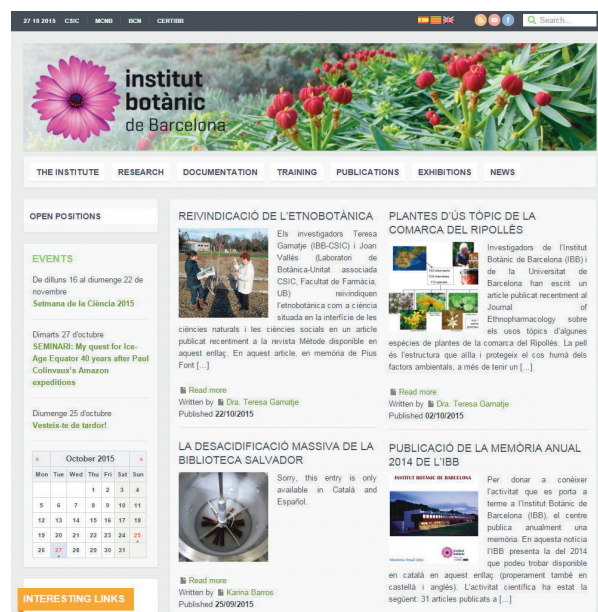 27 10 2015 CSIC MCNB BCN CERTIBB
Search...
institut
botànic
de Barcelona
THE INSTITUTE RESEARCH DOCUMENTATION TRAINING PUBLICATIONS EXHIBITIONS NEWS
OPEN POSITIONS
EVENTS
De dilluns 16 al diumenge 22 de
novembre
Setmana de la Ciència 2015
Dimarts 27 d'octubre
SEMINARI: My quest for Ice-
Age Equator 40 years after Paul
Colinvaux's Amazon
expeditions
Diumenge 25 d'octubre
Vesteix-te de tardor!
« October 2015 »
Mon Tue Wed Thu Fri Sat Sun
1 2 3 4
5 6 7 8 9 10 11
12 13 14 15 16 17 18
19 20 21 22 23 24 25
26 27 28 29 30 31
INTERESTING LINKS
REIVINDICACIÓ DE L'ETNOBOTÀNICA
Els investigadors Teresa
Garnatje (IBB-CSIC) i Joan
Vallès (Laboratori de
Botànica-Unitat associada
CSIC, Facultat de Farmàcia,
UB) reivindiquen
l'etnobotànica com a ciència
situada en la interfície de les
ciències naturals i les ciències socials en un article
publicat recentment a la revista Mètode disponible en
aquest enllaç. En aquest article, en memòria de Pius
Font [...]
Read more
Written by Dra. Teresa Garnatje
Published 22/10/2015
PLANTES D'ÚS TÒPIC DE LA
COMARCA DEL RIPOLLÈS
Investigadors de l'Institut
Botànic de Barcelona (IBB) i
de la Universitat de
Barcelona han escrit un
article publicat recentment al
Journal of
Ethnopharmacology sobre
els usos tòpics d'algunes
espècies de plantes de la comarca del Ripollès. La pell
és l'estructura que aïlla i protegeix el cos humà dels
factors ambientals, a més de tenir un [...]
Read more
Written by Dra. Teresa Garnatje
Published 02/10/2015
LA DESACIDIFICACIÓ MASSIVA DE LA
BIBLIOTECA SALVADOR
Sorry, this entry is only
available in Català and
Español.
Read more
Written by Karina Barros
Published 25/09/2015
PUBLICACIÓ DE LA MEMÒRIA ANUAL
2014 DE L'IBB
INSTITUT BOTÀNIC DE BARCELONA
Memòria Anual 2014
Per donar a conèixer
l'activitat que es porta a
terme a l'Institut Botànic de
Barcelona (IBB), el centre
publica anualment una
memòria. En aquesta notícia
l'IBB presenta la del 2014
que podeu trobar disponible
en català en aquest enllaç (properament també en
castellà i anglès). L'activitat científica ha estat la
següent: 31 articles publicats a [...]